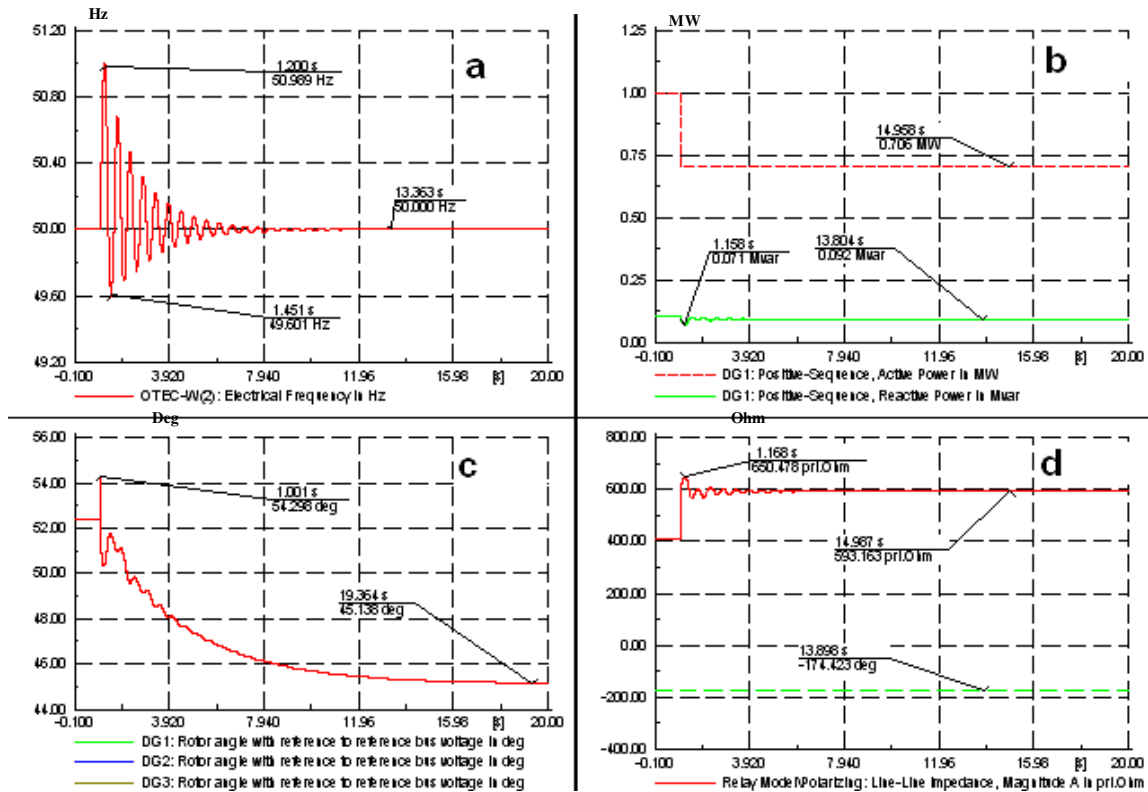 Hz
51.20
50.80
50.40
50.00
49.60
49.20
a
1.200 s
50.989 Hz
13.363 s
50.000 Hz
1.451 s
49.601 Hz
-0.100 3.920 7.940 11.96 15.98 [s] 20.00
OTEC-W(2): Electrical Frequency in Hz
MW
1.25
1.00
0.75
0.50
0.25
0.00
b
14.958 s
0.706 MW
1.158 s
0.071 Mvar
13.804 s
0.092 Mvar
-0.100 3.920 7.940 11.96 15.98 [s] 20.00
DG1: Positive-Sequence, Active Power in MW
DG1: Positive-Sequence, Reactive Power in Mvar
Deg
56.00
54.00
52.00
50.00
48.00
46.00
44.00
c
1.001 s
54.298 deg
19.364 s
45.138 deg
-0.100 3.920 7.940 11.96 15.98 [s] 20.00
DG1: Rotor angle with reference to reference bus voltage in deg
DG2: Rotor angle with reference to reference bus voltage in deg
DG3: Rotor angle with reference to reference bus voltage in deg
Ohm
800.00
600.00
400.00
200.00
0.00
-200.00
-400.00
d
1.168 s
650.478 pri.Ohm
14.987 s
593.163 pri.Ohm
13.898 s
-174.423 deg
-0.100 3.920 7.940 11.96 15.98 [s] 20.00
Relay Model\Polarizing: Line-Line Impedance, Magnitude A in pri.Ohm